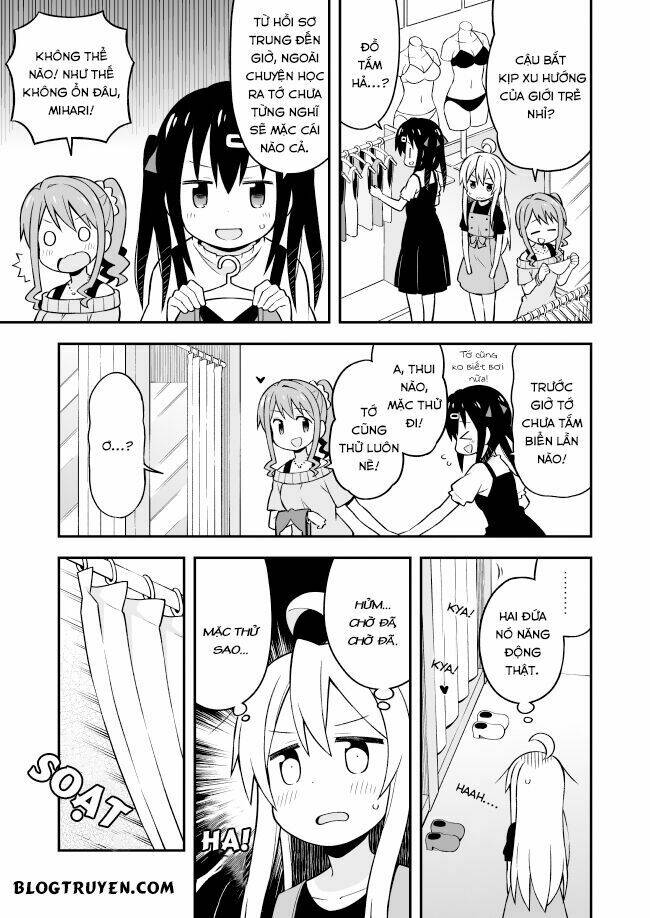 CẬU BẮT
KỊP XU HƯỚNG
CỦA GIỚI TRẺ
NHỈ?
ĐỒ
TẮM
HẢ...?
TỪ HỒI SƠ
TRUNG ĐẾN
GIỜ, NGOÀI
CHUYỆN HỌC
RA TỚ CHƯA
TỪNG NGHĨ
SẼ MẶC CÁI
NÀO CẢ.
KHÔNG THỂ
NÀO! NHƯ THẾ
KHÔNG ỔN ĐÂU,
MIHARI!
TRƯỚC
GIỜ TỚ
CHƯA TẮM
BIỂN LẦN
NÀO!
Tớ cũng
ko biết bơi
nữa!
A, THUI
NÀO,
MẶC THỬ
ĐI!
TỚ
CŨNG
THỬ LUÔN
NÈ!
Ơ...?
HAI ĐỨA
NÓ NĂNG
ĐỘNG
THẬT.
KYA!
KYA!
HAAH....
HỬM...
CHỜ ĐÃ
CHỜ ĐÃ.
MẶC THỬ
SAO...
HA!
SOẠT
BLOGTRUYEN.COM